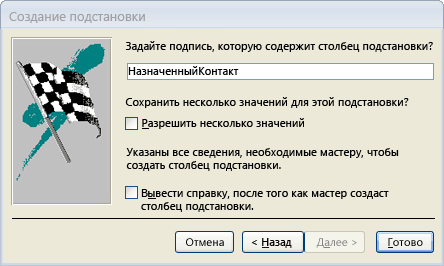 Создание подстановки
Задайте подпись, которую содержит столбец подстановки?
НазначенныйКонтакт
Сохранить несколько значений для этой подстановки?
Разрешить несколько значений
Указаны все сведения, необходимые мастеру, чтобы
создать столбец подстановки.
Вывести справку, после того как мастер создаст
столбец подстановки.
Отмена < Назад Далее > Готово